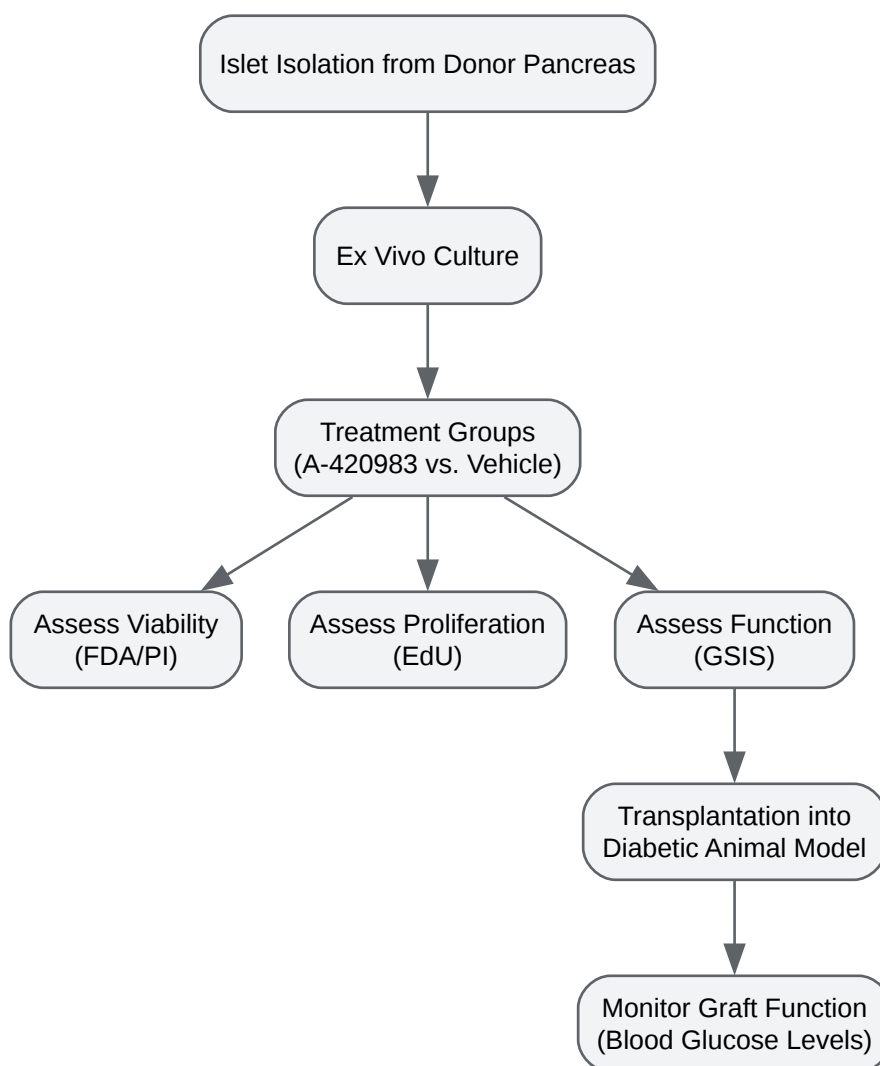 Islet Isolation from Donor Pancreas
Ex Vivo Culture
Treatment Groups
(A-420983 vs. Vehicle)
Assess Viability
(FDA/PI)
Assess Proliferation
(EdU)
Assess Function
(GSIS)
Transplantation into
Diabetic Animal Model
Monitor Graft Function
(Blood Glucose Levels)